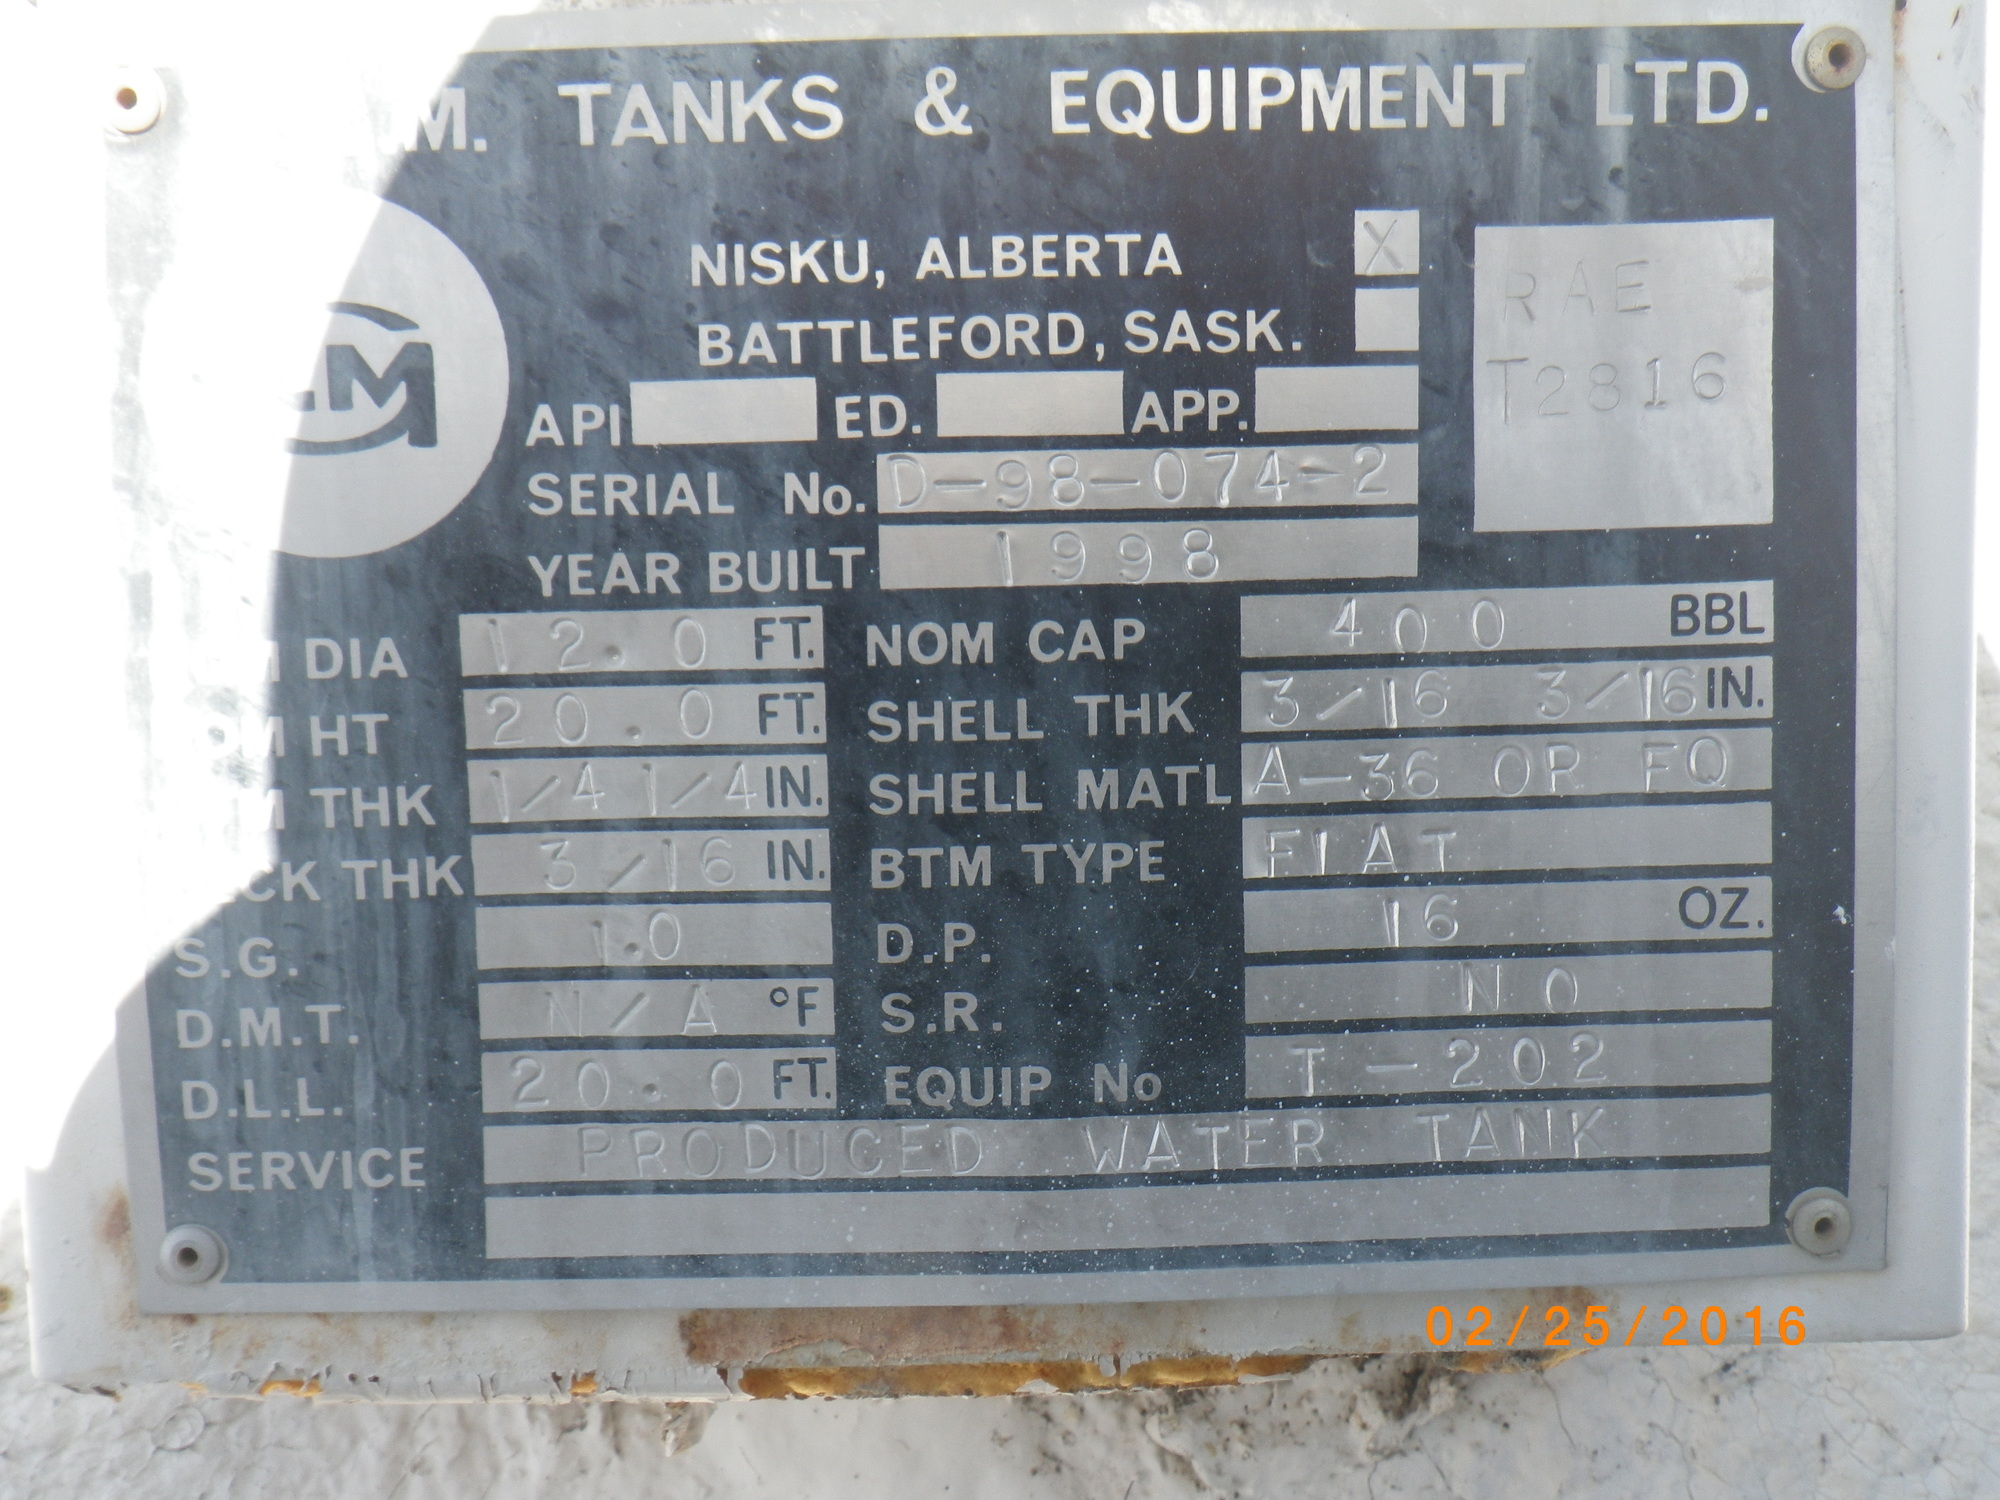 M. TANKS & EQUIPMENT LTD.
M
NISKU, ALBERTA X
BATTLEFORD, SASK.
RAE
T2816
API ED. APP.
SERIAL No. D-98-074-2
YEAR BUILT 1998
DIA 12.0 FT. NOM CAP 400 BBL
HT 20.0 FT. SHELL THK 3/16 3/16 IN.
THK 1/4 1/4 IN. SHELL MATL A-36 OR FQ
CK THK 3/16 IN. BTM TYPE FlAT
S.G. 1.0 D.P. 16 OZ.
D.M.T. N/A °F S.R. NO
D.L.L. 20.0 FT. EQUIP No T-202
SERVICE PRODUCED WATER TANK
02/25/2016